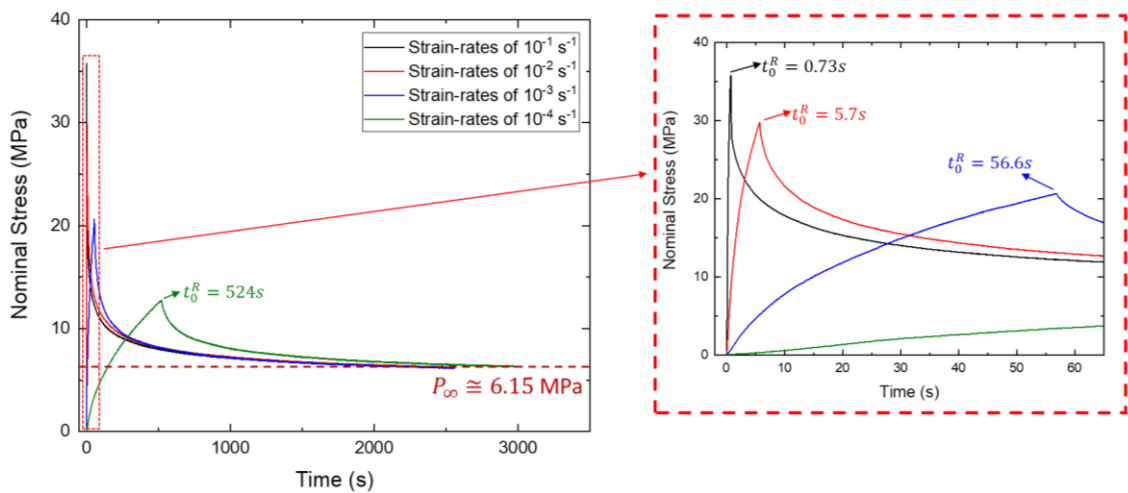 40
30
20
10
0
Nominal Stress (MPa)
0
1000
2000
3000
Time (s)
Strain-rates of 10⁻¹ s⁻¹
Strain-rates of 10⁻² s⁻¹
Strain-rates of 10⁻³ s⁻¹
Strain-rates of 10⁻⁴ s⁻¹
t₀ᴿ = 524s
P∞ ≅ 6.15 MPa
40
30
20
10
0
Nominal Stress (MPa)
0
10
20
30
40
50
60
Time (s)
t₀ᴿ = 0.73s
t₀ᴿ = 5.7s
t₀ᴿ = 56.6s